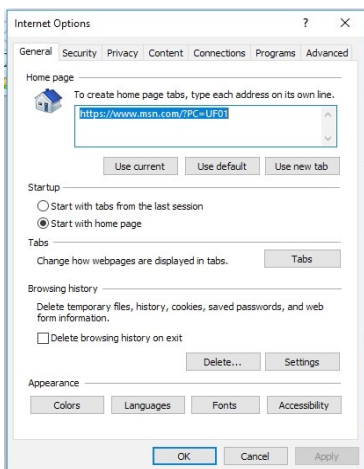 Internet Options ? X
General Security Privacy Content Connections Programs Advanced
Home page
To create home page tabs, type each address on its own line.
https://www.msn.com/?PC=UF01
Use current Use default Use new tab
Startup
Start with tabs from the last session
Start with home page
Tabs
Change how webpages are displayed in tabs. Tabs
Browsing history
Delete temporary files, history, cookies, saved passwords, and web
form information.
Delete browsing history on exit
Delete... Settings
Appearance
Colors Languages Fonts Accessibility
OK Cancel Apply